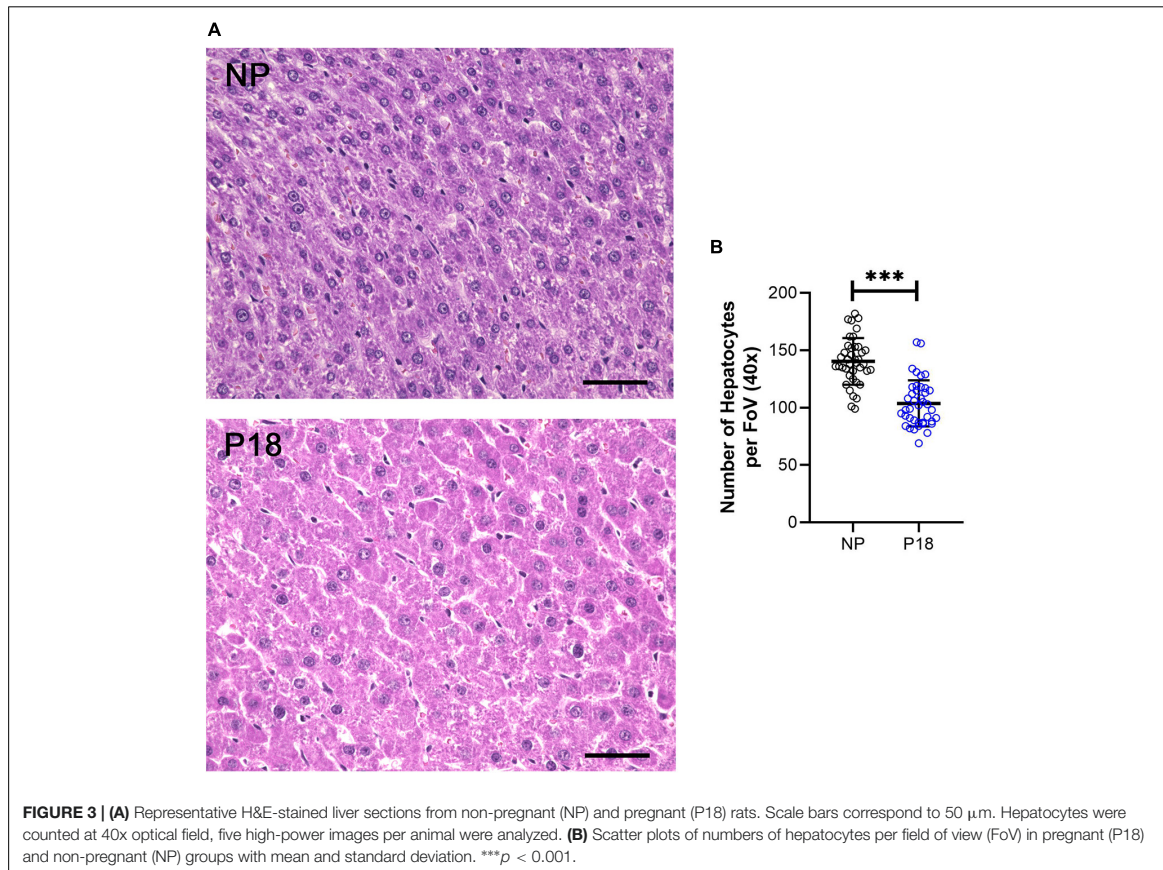 A
NP
P18
B
***
200
150
100
50
0
Number of Hepatocytes
per FoV (40x)
NP
P18
FIGURE 3 | (A) Representative H&E-stained liver sections from non-pregnant (NP) and pregnant (P18) rats. Scale bars correspond to 50 μm. Hepatocytes were
counted at 40x optical field, five high-power images per animal were analyzed. (B) Scatter plots of numbers of hepatocytes per field of view (FoV) in pregnant (P18)
and non-pregnant (NP) groups with mean and standard deviation. ***p < 0.001.